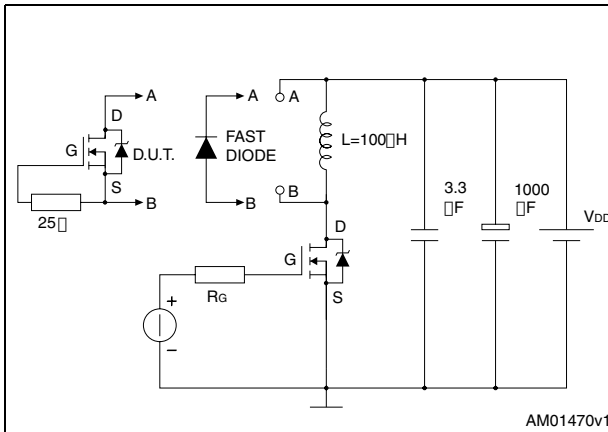 A
A
A
D
G
D.U.T.
FAST
DIODE
L=100▯H
S
B
B
B
25▯
3.3
▯F
1000
▯F
VDD
D
G
S
RG
+
−
AM01470v1